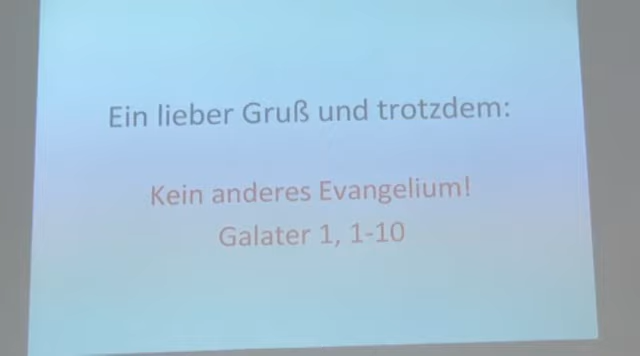 Ein lieber Gruß und trotzdem:
Kein anderes Evangelium!
Galater 1, 1-10